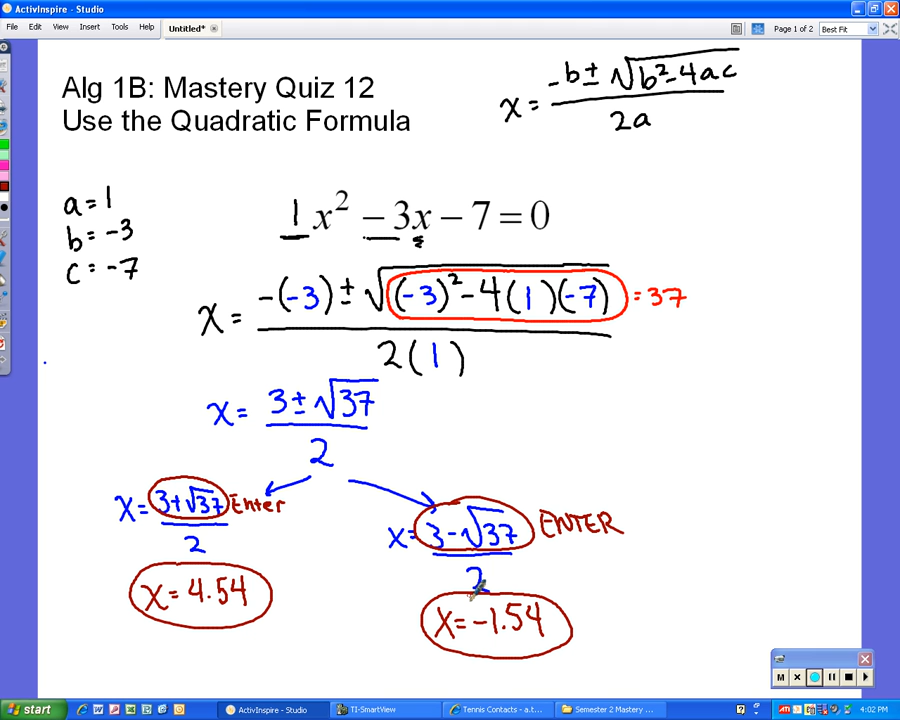 ActivInspire - Studio
File Edit View Insert Tools Help Untitled* Page 1 of 2 Best Fit
Alg 1B: Mastery Quiz 12
Use the Quadratic Formula
x = (-b ± √(b² - 4ac)) / 2a
a = 1
b = -3
c = -7
1x² - 3x - 7 = 0
x = (-(-3) ± √((-3)² - 4(1)(-7))) / 2(1) = 37
x = (3 ± √37) / 2
x = (3 + √37) / 2 Enter
x = (3 - √37) / 2 ENTER
x = 4.54
x = -1.54
M
start ActivInspire - Studio TI-SmartView Tennis Contacts - a.t... Semester 2 Mastery ... 4:02 PM